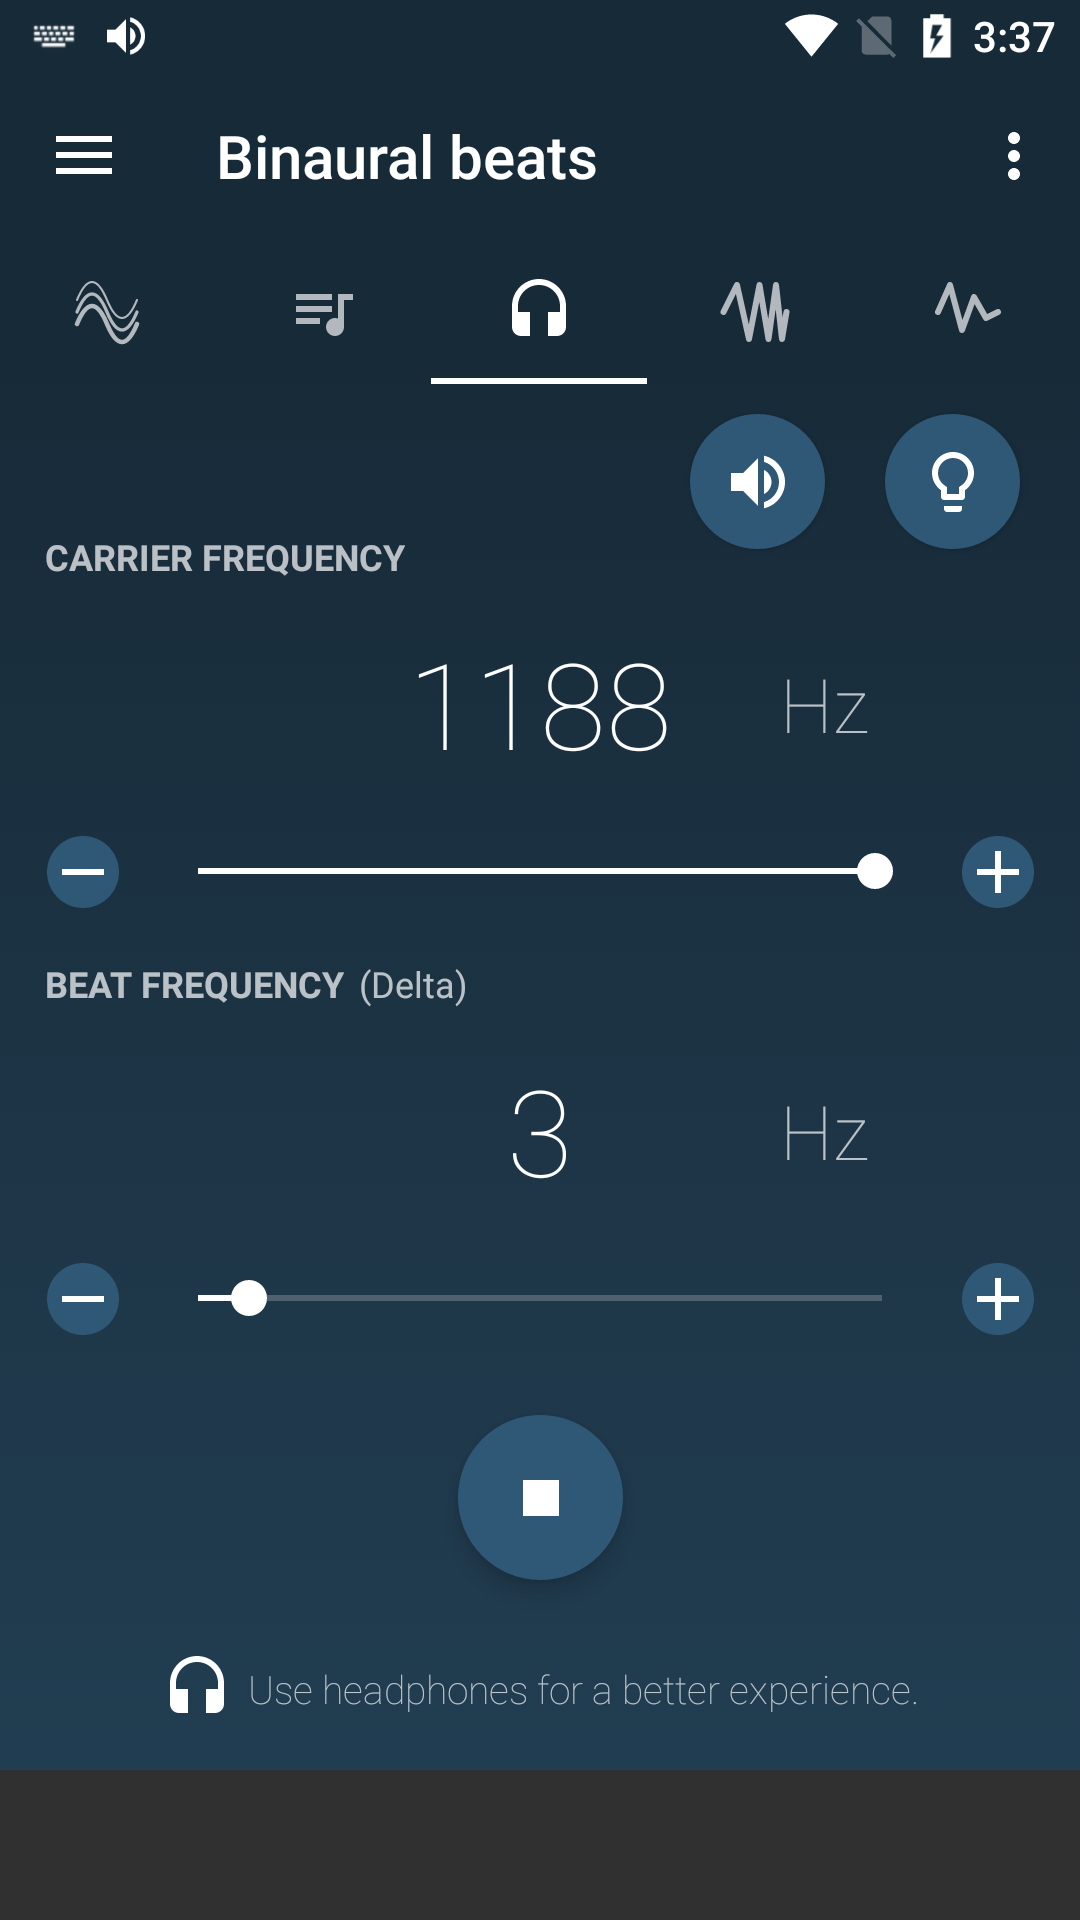 3:37
Binaural beats
CARRIER FREQUENCY
1188 Hz
BEAT FREQUENCY (Delta)
3 Hz
Use headphones for a better experience.